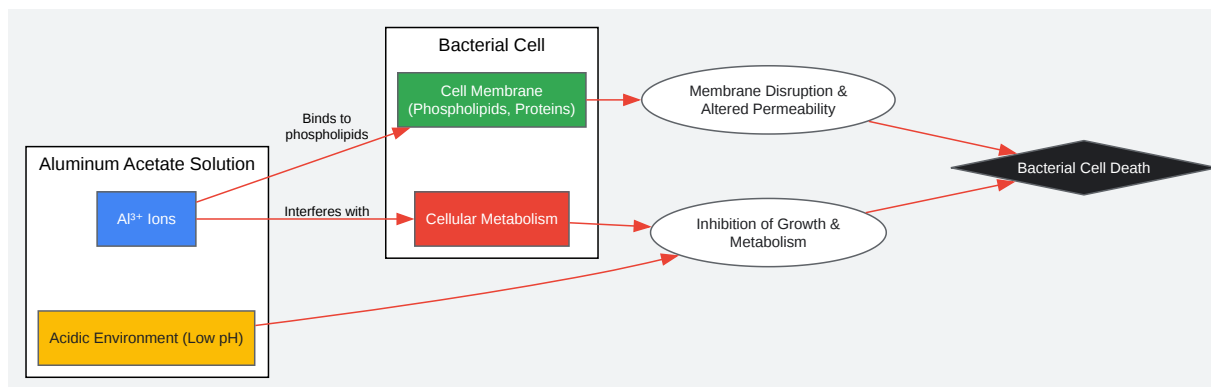 Bacterial Cell
Cell Membrane
(Phospholipids, Proteins)
Membrane Disruption &
Altered Permeability
Binds to
phospholipids
Aluminum Acetate Solution
Bacterial Cell Death
Al³⁺ Ions
Interferes with
Cellular Metabolism
Inhibition of Growth &
Metabolism
Acidic Environment (Low pH)